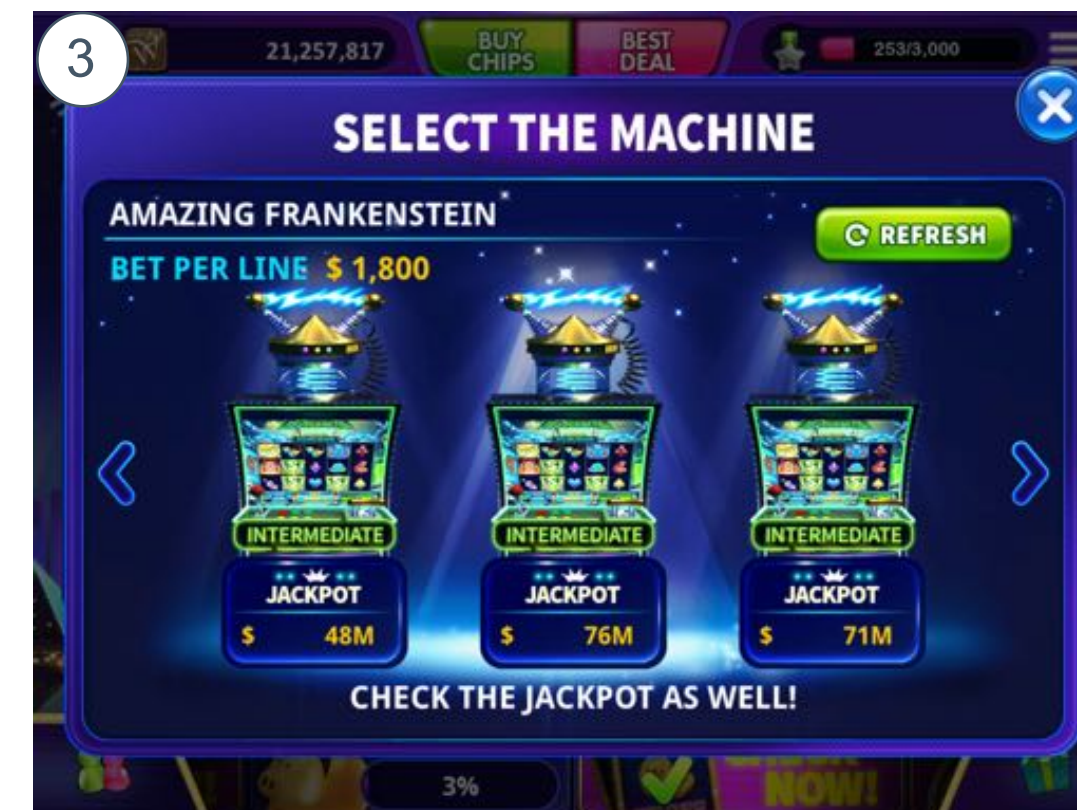 3
21,257,817
BUY CHIPS
BEST DEAL
253/3,000
SELECT THE MACHINE
AMAZING FRANKENSTEIN
REFRESH
BET PER LINE $ 1,800
INTERMEDIATE INTERMEDIATE INTERMEDIATE
JACKPOT JACKPOT JACKPOT
$ 48M $ 76M $ 71M
CHECK THE JACKPOT AS WELL!
3%
NOW!